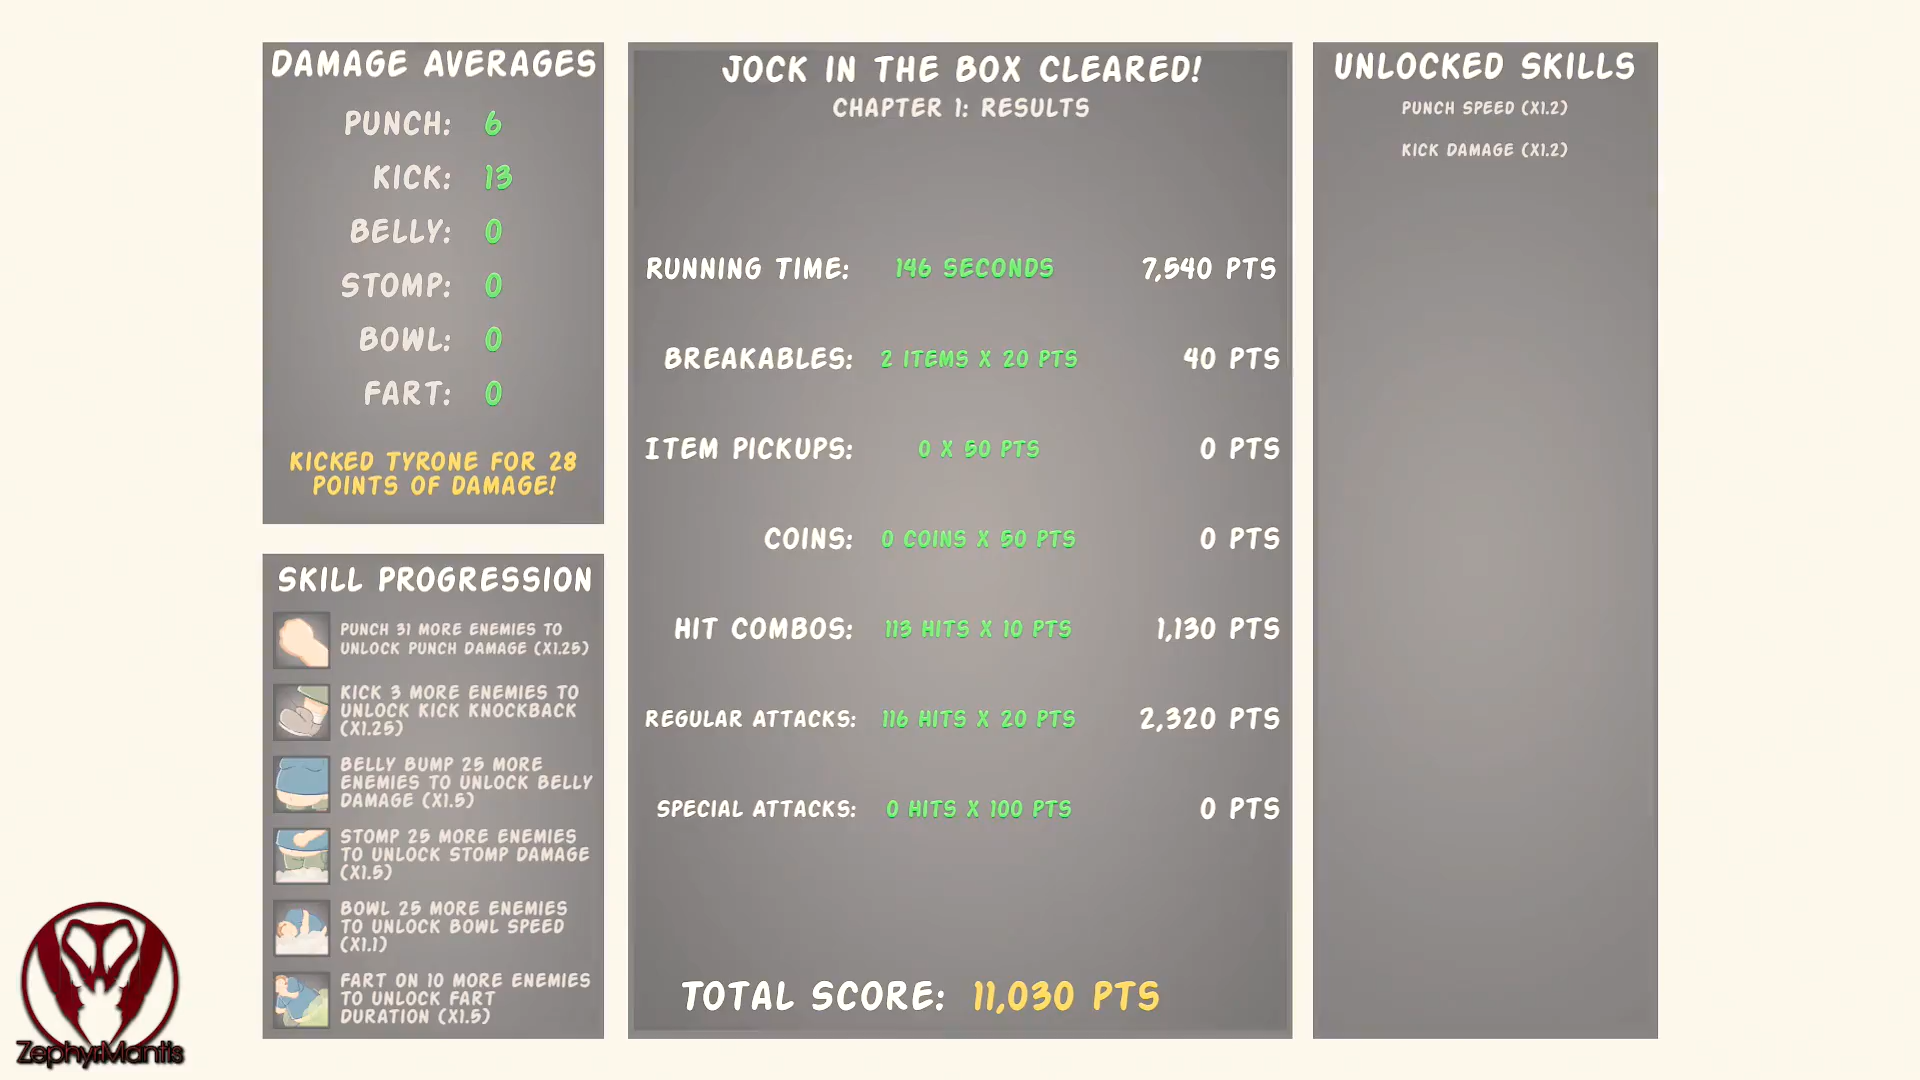 DAMAGE AVERAGES
PUNCH: 6
KICK: 13
BELLY: 0
STOMP: 0
BOWL: 0
FART: 0
KICKED TYRONE FOR 28
POINTS OF DAMAGE!
SKILL PROGRESSION
PUNCH 31 MORE ENEMIES TO
UNLOCK PUNCH DAMAGE (X1.25)
KICK 3 MORE ENEMIES TO
UNLOCK KICK KNOCKBACK
(X1.25)
BELLY BUMP 25 MORE
ENEMIES TO UNLOCK BELLY
DAMAGE (X1.5)
STOMP 25 MORE ENEMIES
TO UNLOCK STOMP DAMAGE
(X1.5)
BOWL 25 MORE ENEMIES
TO UNLOCK BOWL SPEED
(X1.1)
FART ON 10 MORE ENEMIES
TO UNLOCK FART
DURATION (X1.5)
JOCK IN THE BOX CLEARED!
CHAPTER 1: RESULTS
RUNNING TIME: 146 SECONDS 7,540 PTS
BREAKABLES: 2 ITEMS X 20 PTS 40 PTS
ITEM PICKUPS: 0 X 50 PTS 0 PTS
COINS: 0 COINS X 50 PTS 0 PTS
HIT COMBOS: 113 HITS X 10 PTS 1,130 PTS
REGULAR ATTACKS: 116 HITS X 20 PTS 2,320 PTS
SPECIAL ATTACKS: 0 HITS X 100 PTS 0 PTS
TOTAL SCORE: 11,030 PTS
UNLOCKED SKILLS
PUNCH SPEED (X1.2)
KICK DAMAGE (X1.2)
ZephyrMantis